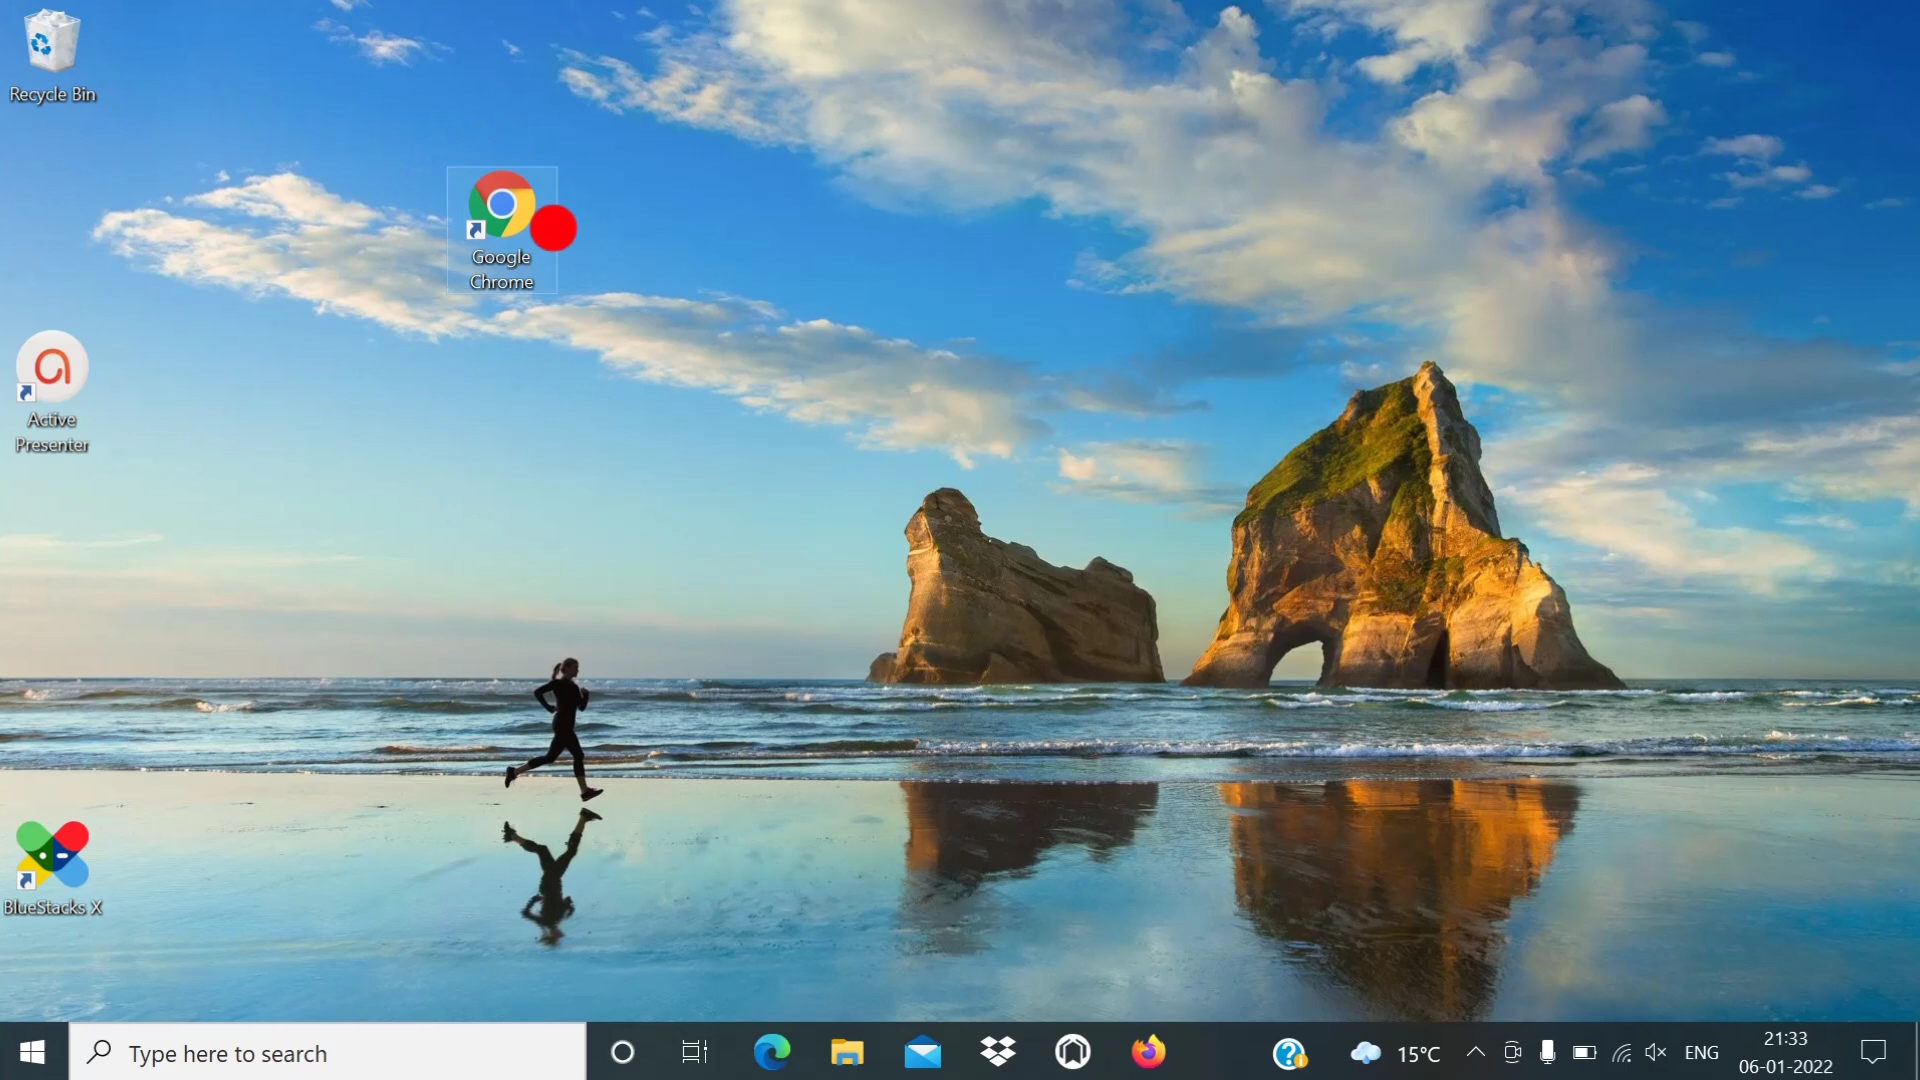 Recycle Bin
Google
Chrome
Active
Presenter
BlueStacks X
Type here to search
15°C
ENG
21:33
06-01-2022